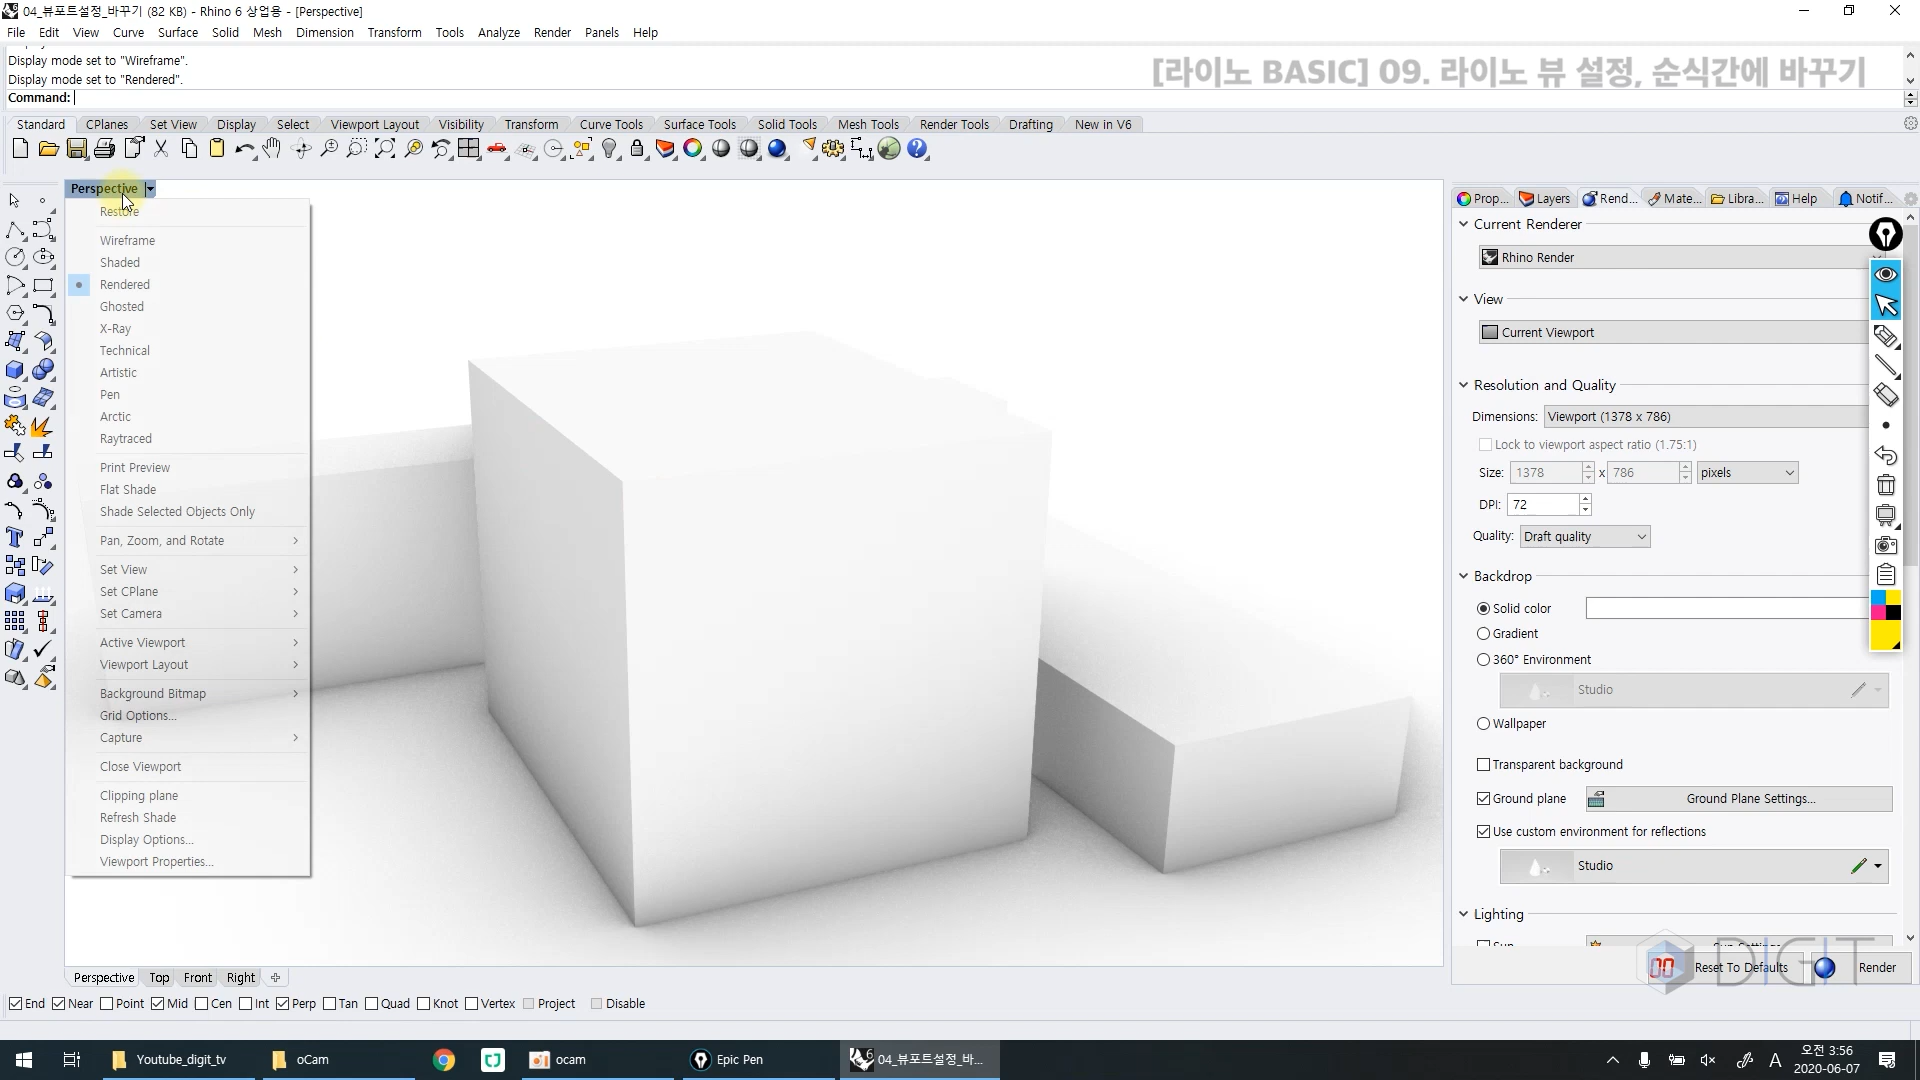 04_뷰포트설정_바꾸기 (82 KB) - Rhino 6 상업용 - [Perspective]
File Edit View Curve Surface Solid Mesh Dimension Transform Tools Analyze Render Panels Help
Display mode set to "Wireframe".
Display mode set to "Rendered".
Command:
[라이노 BASIC] 09. 라이노 뷰 설정, 순식간에 바꾸기
Standard CPlanes Set View Display Select Viewport Layout Visibility Transform Curve Tools Surface Tools Solid Tools Mesh Tools Render Tools Drafting New in V6
Perspective
Restore
Wireframe
Shaded
Rendered
Ghosted
X-Ray
Technical
Artistic
Pen
Arctic
Raytraced
Print Preview
Flat Shade
Shade Selected Objects Only
Pan, Zoom, and Rotate
Set View
Set CPlane
Set Camera
Active Viewport
Viewport Layout
Background Bitmap
Grid Options...
Capture
Close Viewport
Clipping plane
Refresh Shade
Display Options...
Viewport Properties...
Prop... Layers Rend... Mate... Libra... Help Notif...
Current Renderer
Rhino Render
View
Current Viewport
Resolution and Quality
Dimensions: Viewport (1378 x 786)
Lock to viewport aspect ratio (1.75:1)
Size: 1378 x 786 pixels
DPI: 72
Quality: Draft quality
Backdrop
Solid color
Gradient
360° Environment
Studio
Wallpaper
Transparent background
Ground plane Ground Plane Settings...
Use custom environment for reflections
Studio
Lighting
Sun Sun Settings...
DIGIT
Reset To Defaults Render
Perspective Top Front Right
End Near Point Mid Cen Int Perp Tan Quad Knot Vertex Project Disable
Youtube_digit_tv oCam ocam Epic Pen 04_뷰포트설정_바...
A 오전 3:56
2020-06-07